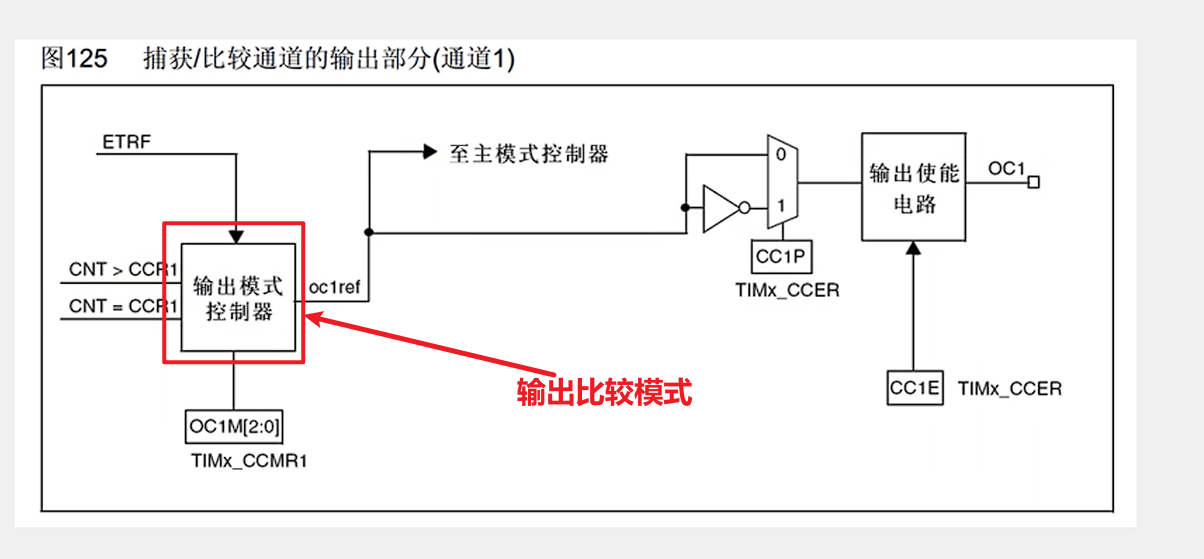 图125 捕获/比较通道的输出部分(通道1)
ETRF
至主模式控制器
0
1
输出使能
电路
OC1
CC1P
TIMx_CCER
CNT > CCR1
CNT = CCR1
输出模式
控制器
oc1ref
输出比较模式
CC1E
TIMx_CCER
OC1M[2:0]
TIMx_CCMR1